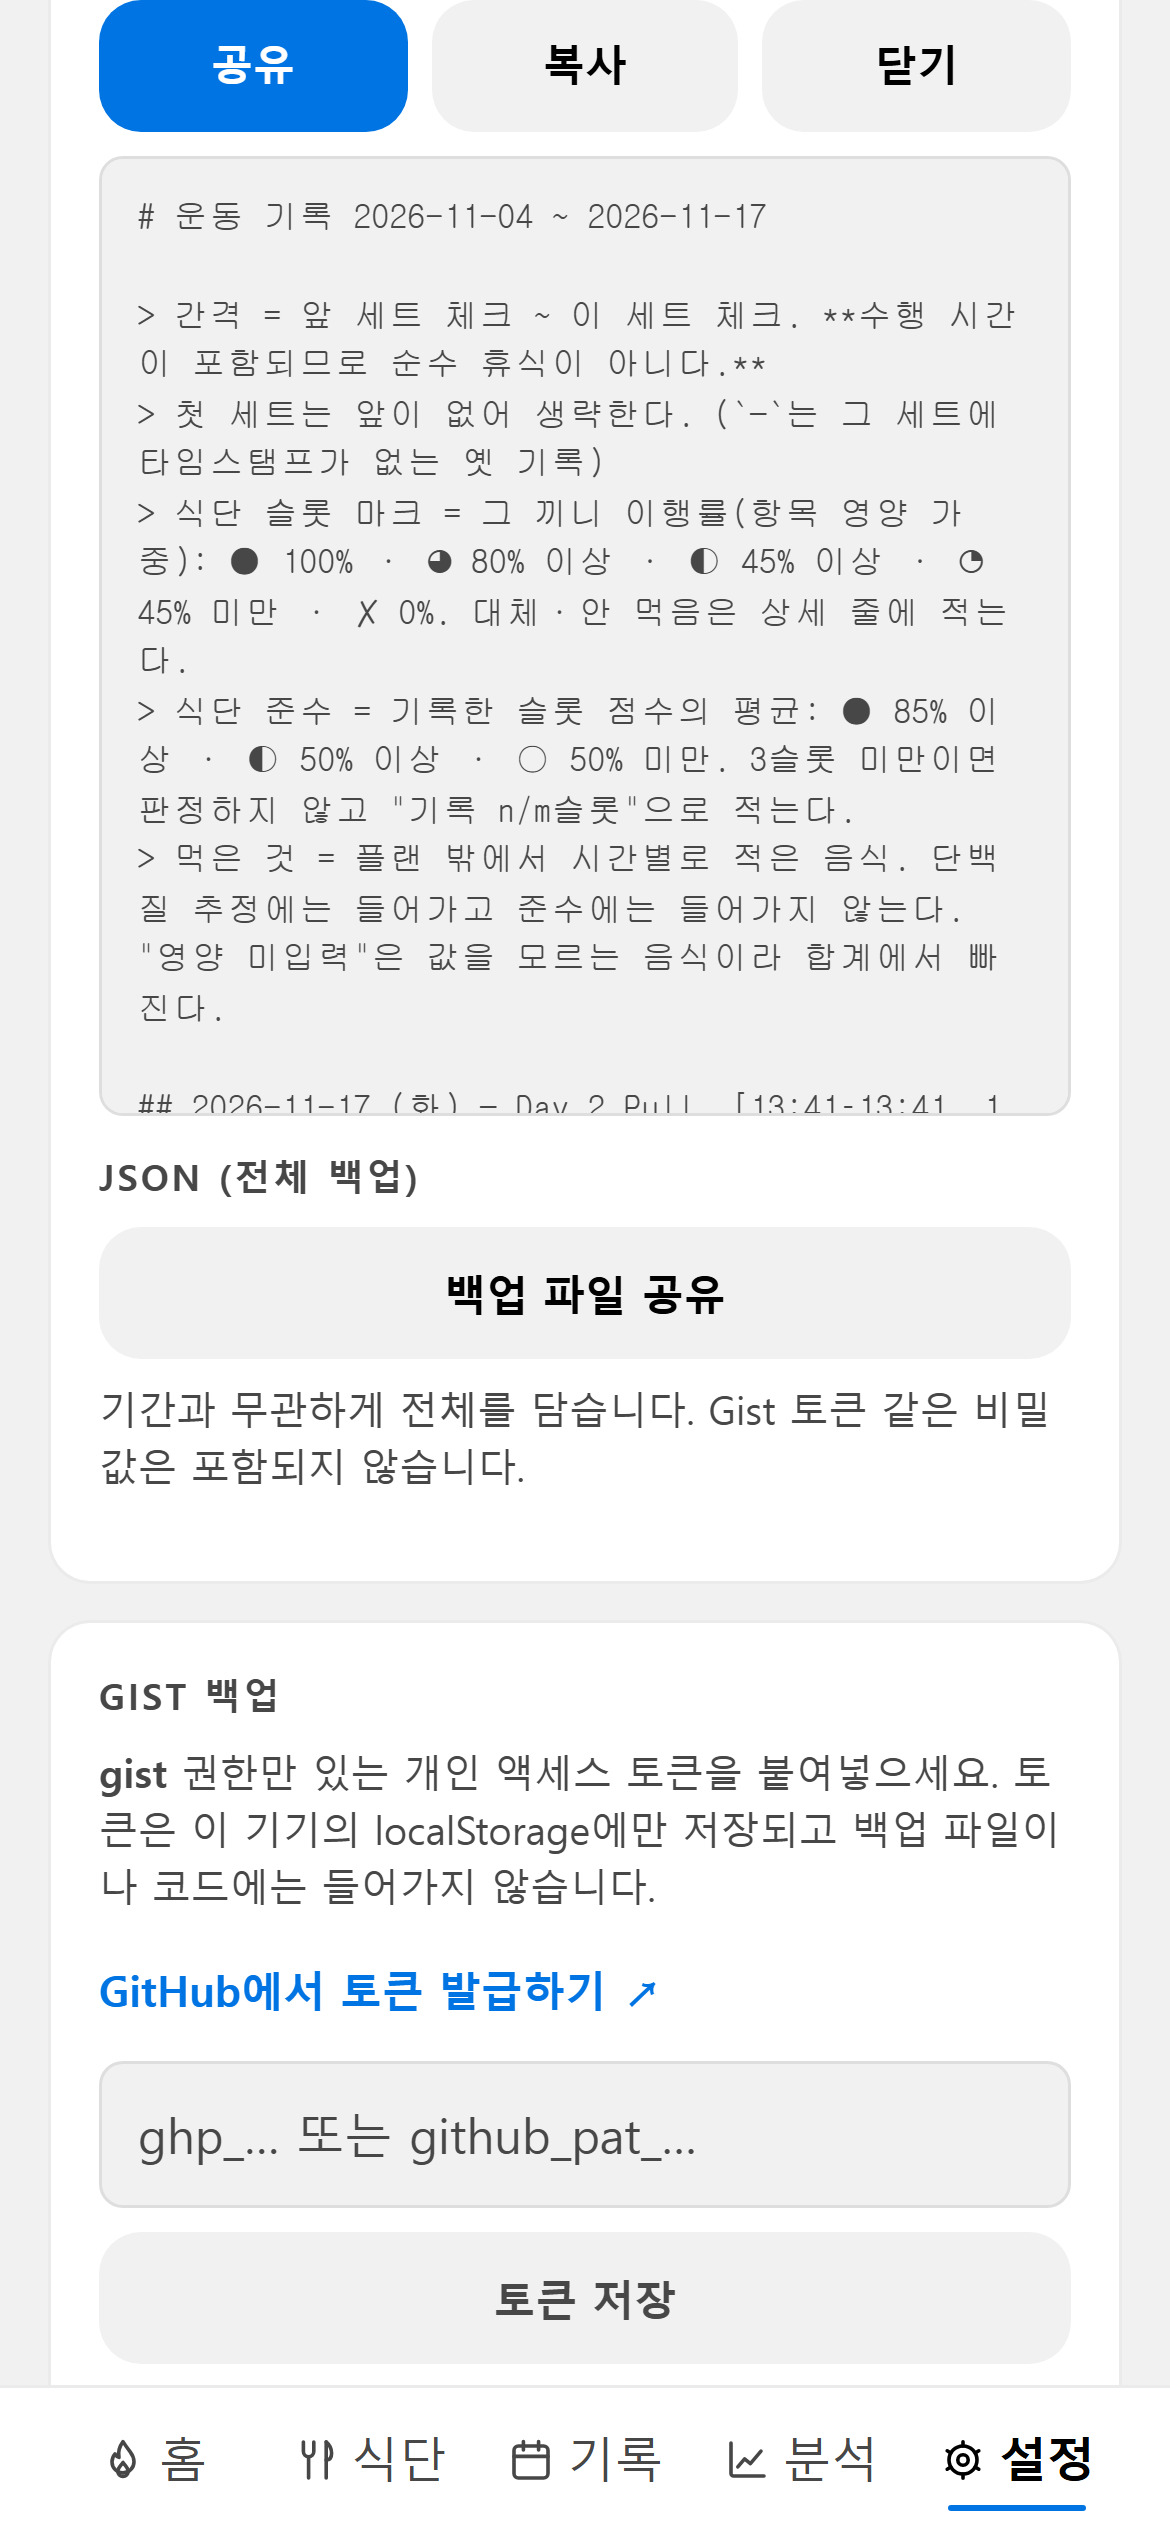 공유 복사 닫기
# 운동 기록 2026-11-04 ~ 2026-11-17
> 간격 = 앞 세트 체크 ~ 이 세트 체크. **수행 시간
이 포함되므로 순수 휴식이 아니다.**
> 첫 세트는 앞이 없어 생략한다. (`—`는 그 세트에
타임스탬프가 없는 옛 기록)
> 식단 슬롯 마크 = 그 끼니 이행률(항목 영양 가
중): ● 100% · ◕ 80% 이상 · ◐ 45% 이상 · ◔
45% 미만 · ✗ 0%. 대체·안 먹음은 상세 줄에 적는
다.
> 식단 준수 = 기록한 슬롯 점수의 평균: ● 85% 이
상 · ◐ 50% 이상 · ○ 50% 미만. 3슬롯 미만이면
판정하지 않고 "기록 n/m슬롯"으로 적는다.
> 먹은 것 = 플랜 밖에서 시간별로 적은 음식. 단백
질 추정에는 들어가고 준수에는 들어가지 않는다.
"영양 미입력"은 값을 모르는 음식이라 합계에서 빠
진다.
## 2026-11-17 (화) — Day 2 Pull [13:41-13:41, 1
JSON (전체 백업)
백업 파일 공유
기간과 무관하게 전체를 담습니다. Gist 토큰 같은 비밀
값은 포함되지 않습니다.
GIST 백업
gist 권한만 있는 개인 액세스 토큰을 붙여넣으세요. 토
큰은 이 기기의 localStorage에만 저장되고 백업 파일이
나 코드에는 들어가지 않습니다.
GitHub에서 토큰 발급하기 ↗
ghp_... 또는 github_pat_...
토큰 저장
홈 식단 기록 분석 설정